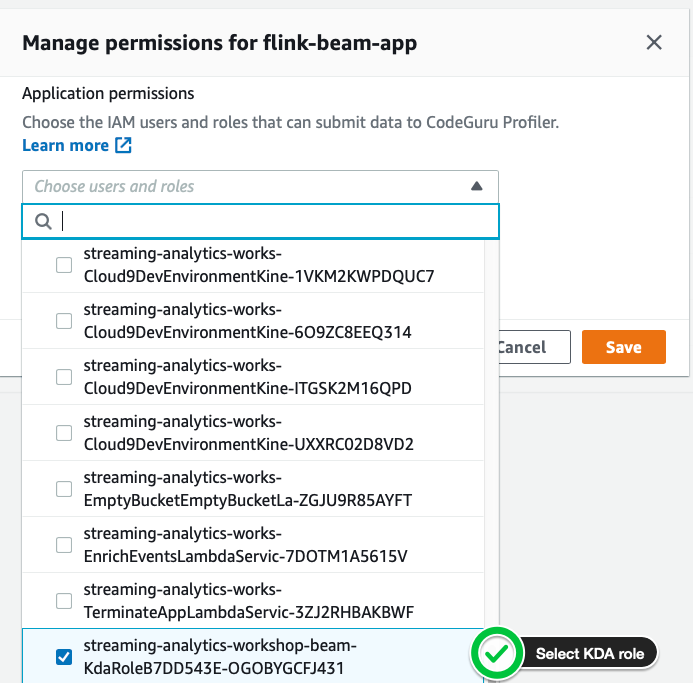 Manage permissions for flink-beam-app
Application permissions
Choose the IAM users and roles that can submit data to CodeGuru Profiler.
Learn more
Choose users and roles
streaming-analytics-works-
Cloud9DevEnvironmentKine-1VKM2KWPDQUC7
streaming-analytics-works-
Cloud9DevEnvironmentKine-6O9ZC8EEQ314
streaming-analytics-works-
Cloud9DevEnvironmentKine-ITGSK2M16QPD
streaming-analytics-works-
Cloud9DevEnvironmentKine-UXXRC02D8VD2
streaming-analytics-works-
EmptyBucketEmptyBucketLa-ZGJU9R85AYFT
streaming-analytics-works-
EnrichEventsLambdaServic-7DOTM1A5615V
streaming-analytics-works-
TerminateAppLambdaServic-3ZJ2RHBAKBWF
streaming-analytics-workshop-beam-
KdaRoleB7DD543E-OGOBYGCFJ431
Cancel
Save
Select KDA role